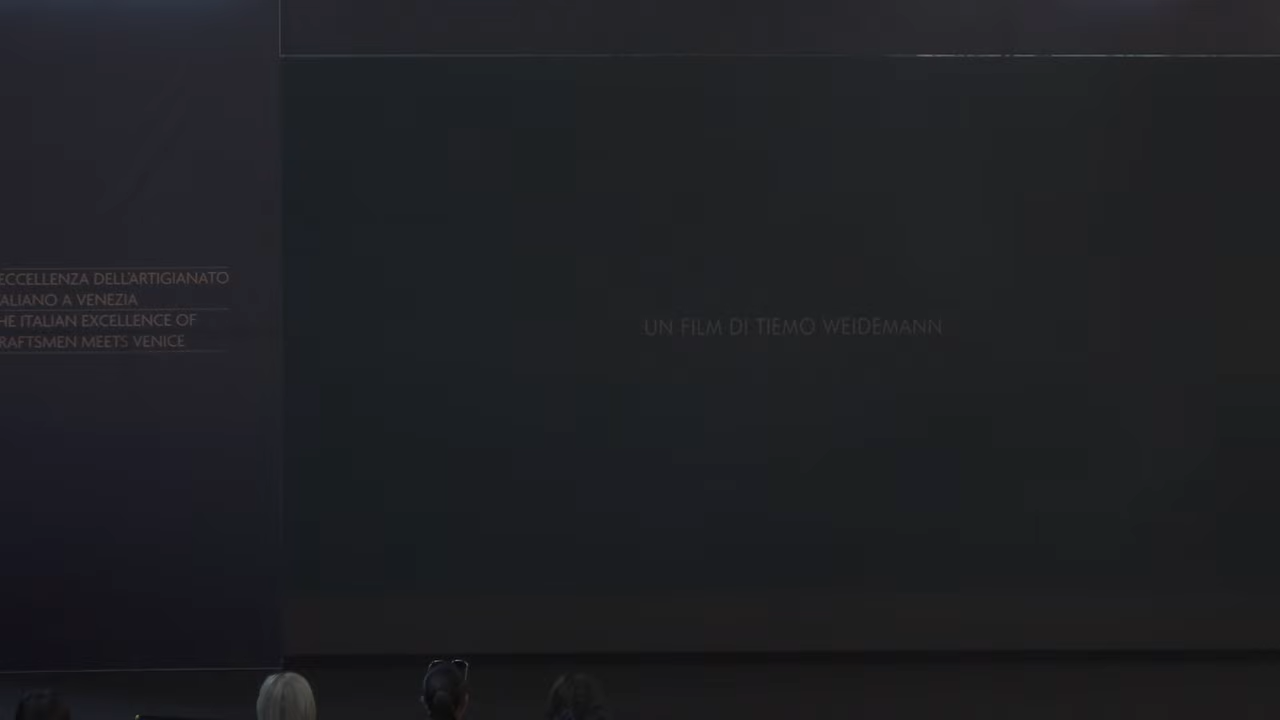 ECCELLENZA DELL'ARTIGIANATO
ALIANO A VENEZIA
HE ITALIAN EXCELLENCE OF
RAFTSMEN MEETS VENICE
UN FILM DI TIEMO WEIDEMANN